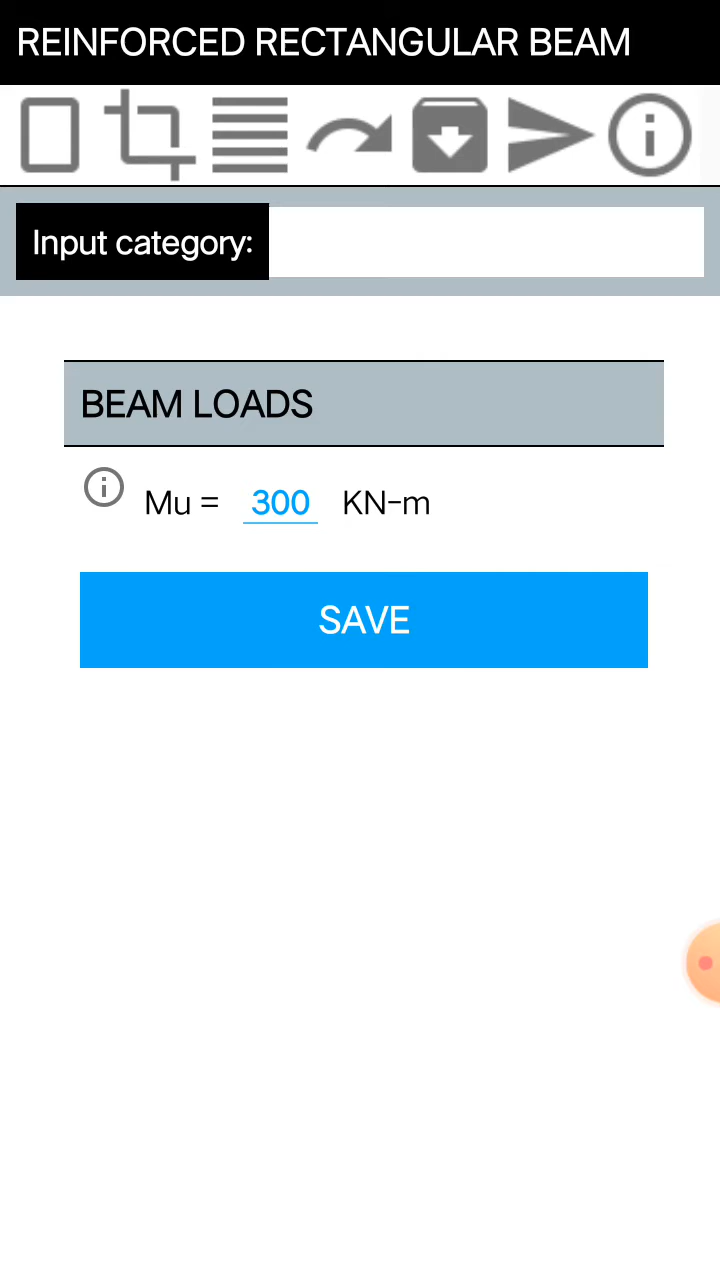 REINFORCED RECTANGULAR BEAM
Input category:
BEAM LOADS
Mu = 300 KN-m
SAVE